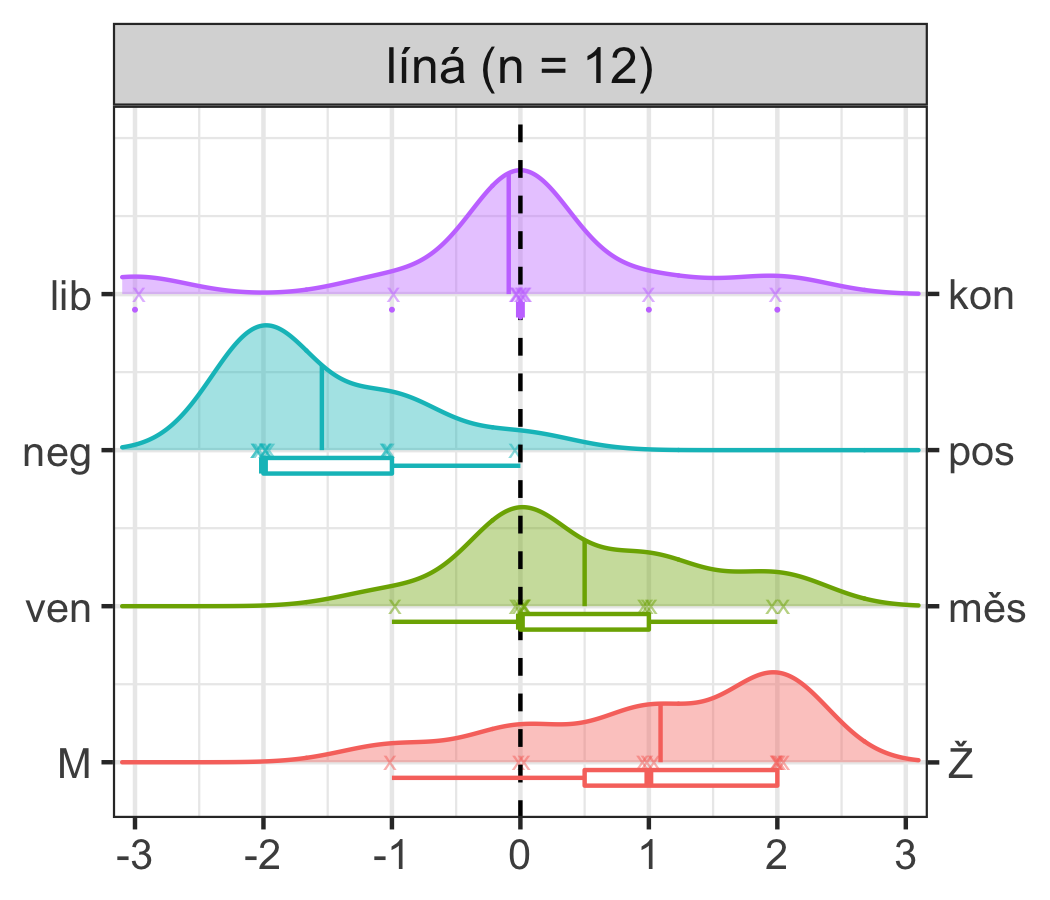 líná (n = 12)
lib kon
neg pos
ven měs
M Ž
-3 -2 -1 0 1 2 3